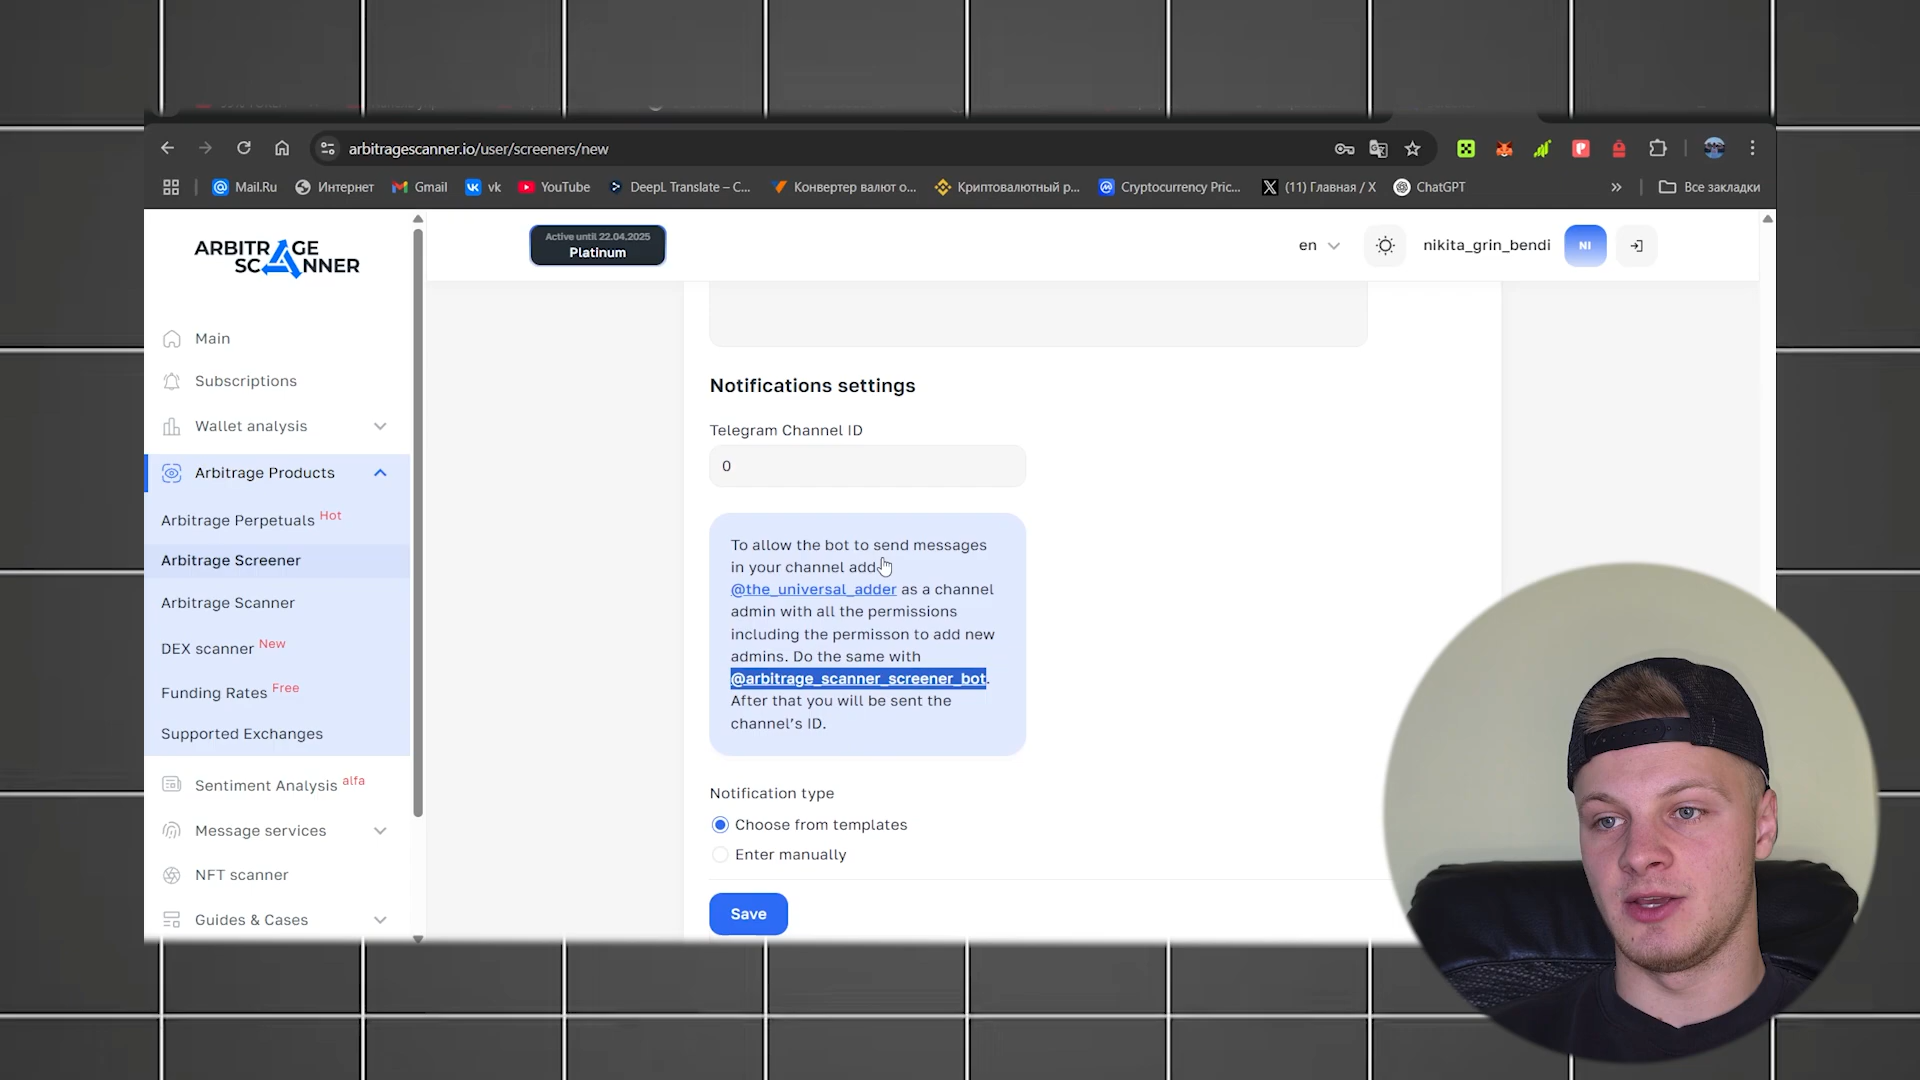 arbitragescanner.io/user/screeners/new
Mail.Ru
Интернет
Gmail
vk
YouTube
DeepL Translate – C...
Конвертер валют о...
Криптовалютный р...
Cryptocurrency Pric...
(11) Главная / X
ChatGPT
»
Все закладки
ARBITRAGE
SCANNER
Active until 22.04.2025
Platinum
en
nikita_grin_bendi
NI
Main
Subscriptions
Wallet analysis
Arbitrage Products
Arbitrage Perpetuals Hot
Arbitrage Screener
Arbitrage Scanner
DEX scanner New
Funding Rates Free
Supported Exchanges
Sentiment Analysis alfa
Message services
NFT scanner
Guides & Cases
Notifications settings
Telegram Channel ID
0
To allow the bot to send messages
in your channel add
@the_universal_adder as a channel
admin with all the permissions
including the permisson to add new
admins. Do the same with
@arbitrage_scanner_screener_bot.
After that you will be sent the
channel's ID.
Notification type
Choose from templates
Enter manually
Save